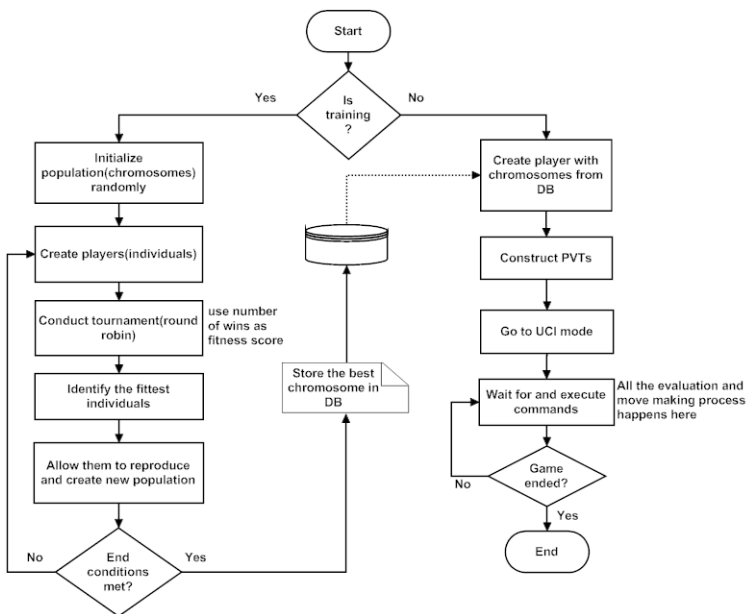 Start
Is
training
?
Yes
No
Initialize
population(chromosomes)
randomly
Create players(individuals)
Conduct tournament(round
robin)
use number
of wins as
fitness score
Identify the fittest
individuals
Allow them to reproduce
and create new population
End
conditions
met?
No
Yes
Store the best
chromosome in
DB
Create player with
chromosomes from
DB
Construct PVTs
Go to UCI mode
Wait for and execute
commands
All the evaluation and
move making process
happens here
Game
ended?
No
Yes
End